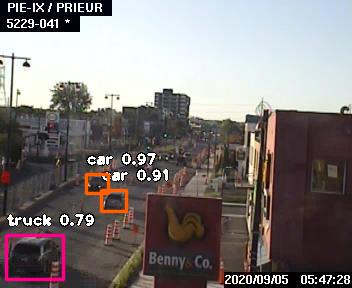 PIE-IX / PRIEUR
5229-041 *
car 0.97
car 0.91
truck 0.79
Benny&Co.
2020/09/05 05:47:28